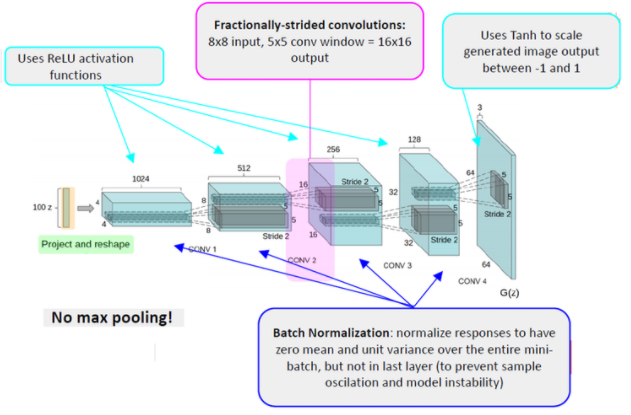 Fractionally-strided convolutions:
8x8 input, 5x5 conv window = 16x16
output
Uses Tanh to scale
generated image output
between -1 and 1
Uses ReLU activation
functions
3
128
256
512
1024
64
5
5
Stride 2
16
Stride 2
5
5
32
5
5
8
5
5
4
100 z
4
8
Stride 2
16
32
Stride 2
64
Project and reshape
CONV 1
CONV 2
CONV 3
CONV 4
G(z)
No max pooling!
Batch Normalization: normalize responses to have
zero mean and unit variance over the entire mini-
batch, but not in last layer (to prevent sample
oscilation and model instability)